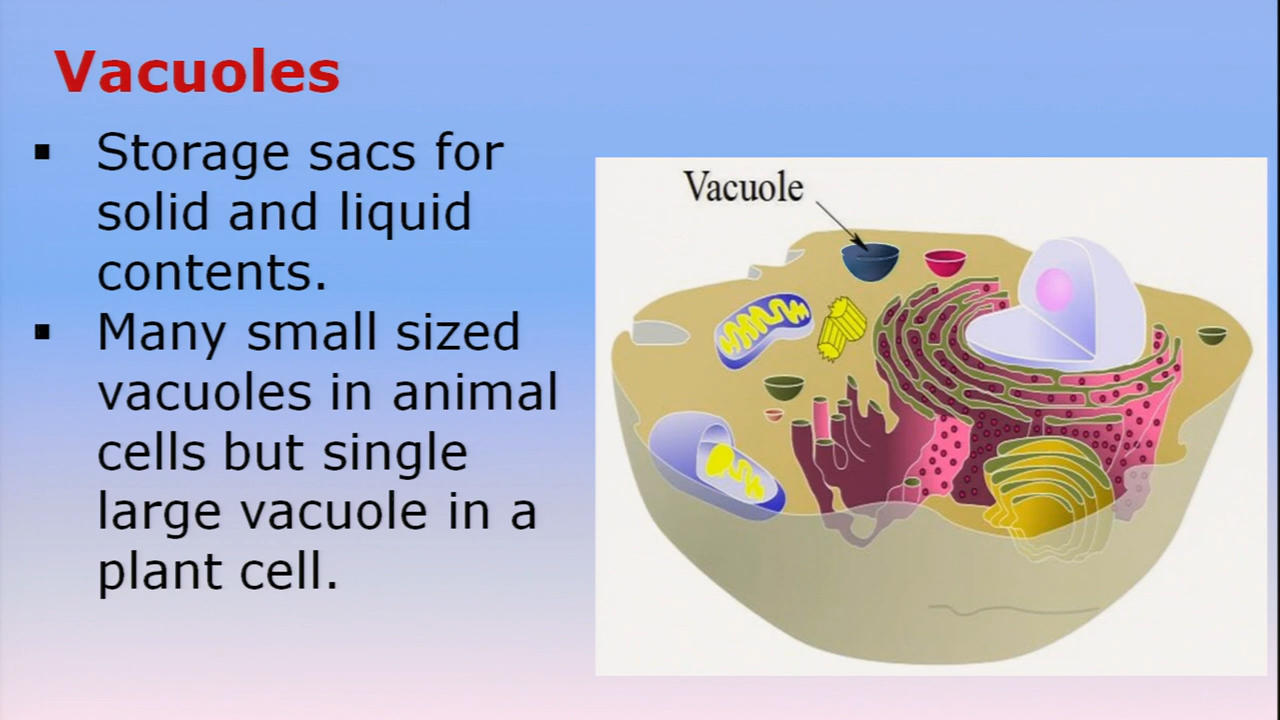 Vacuoles
▪ Storage sacs for
solid and liquid
contents.
▪ Many small sized
vacuoles in animal
cells but single
large vacuole in a
plant cell.
Vacuole